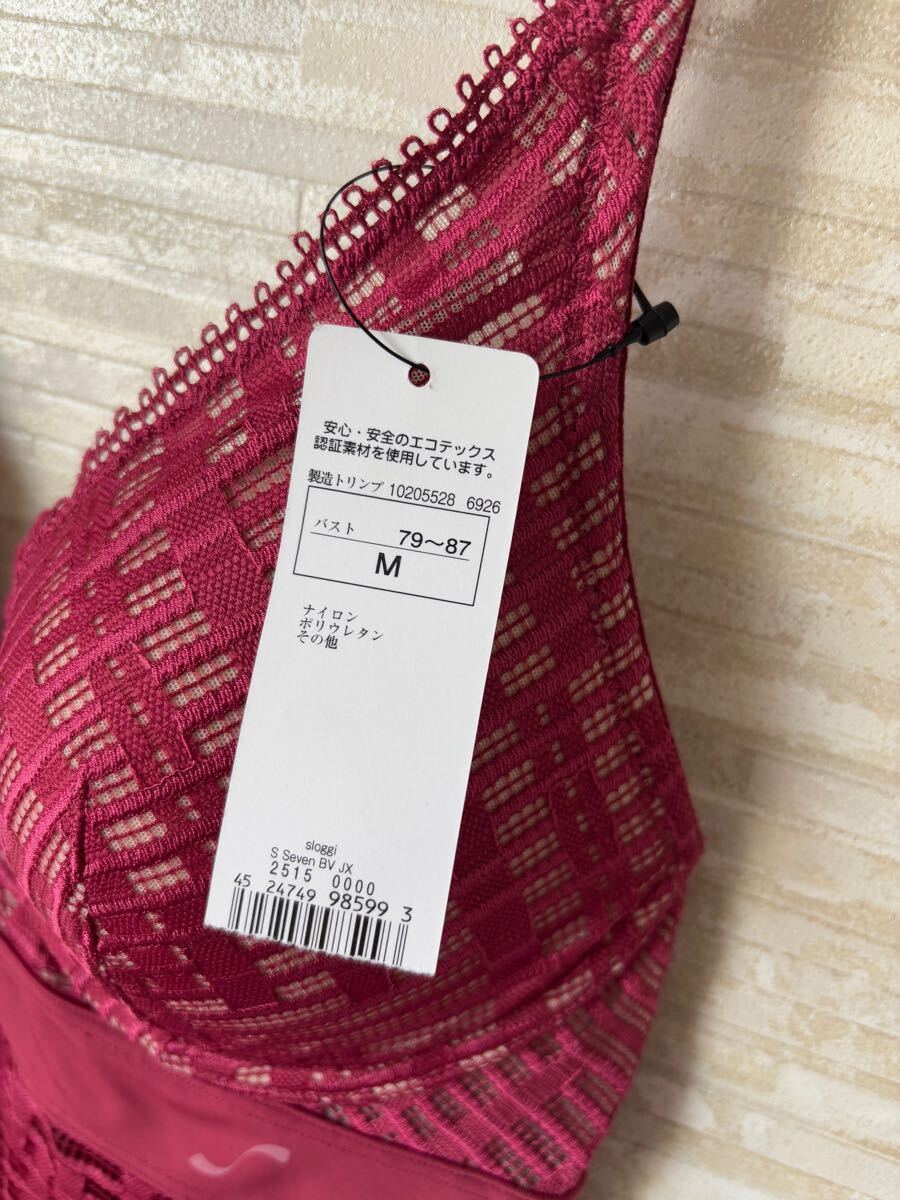 安心・安全のエコテックス
認証素材を使用しています。
製造トリンプ 10205528 6926
バスト 79～87
M
ナイロン
ポリウレタン
その他
sloggi
S Seven BV JX
2515 0000
45 24749 98599 3